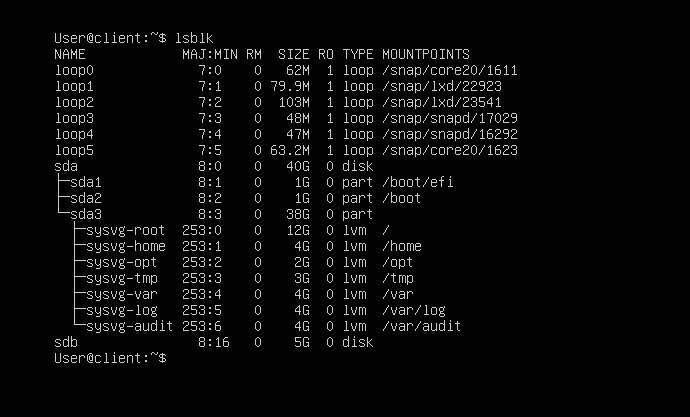 User@client:~$ lsblk
NAME            MAJ:MIN RM  SIZE RO TYPE MOUNTPOINTS
loop0             7:0    0   62M  1 loop /snap/core20/1611
loop1             7:1    0 79.9M  1 loop /snap/lxd/22923
loop2             7:2    0  103M  1 loop /snap/lxd/23541
loop3             7:3    0   48M  1 loop /snap/snapd/17029
loop4             7:4    0   47M  1 loop /snap/snapd/16292
loop5             7:5    0 63.2M  1 loop /snap/core20/1623
sda               8:0    0   40G  0 disk
├─sda1            8:1    0    1G  0 part /boot/efi
├─sda2            8:2    0    1G  0 part /boot
└─sda3            8:3    0   38G  0 part
  ├─sysvg-root  253:0    0   12G  0 lvm  /
  ├─sysvg-home  253:1    0    4G  0 lvm  /home
  ├─sysvg-opt   253:2    0    2G  0 lvm  /opt
  ├─sysvg-tmp   253:3    0    3G  0 lvm  /tmp
  ├─sysvg-var   253:4    0    4G  0 lvm  /var
  ├─sysvg-log   253:5    0    4G  0 lvm  /var/log
  └─sysvg-audit 253:6    0    4G  0 lvm  /var/audit
sdb               8:16   0    5G  0 disk
User@client:~$